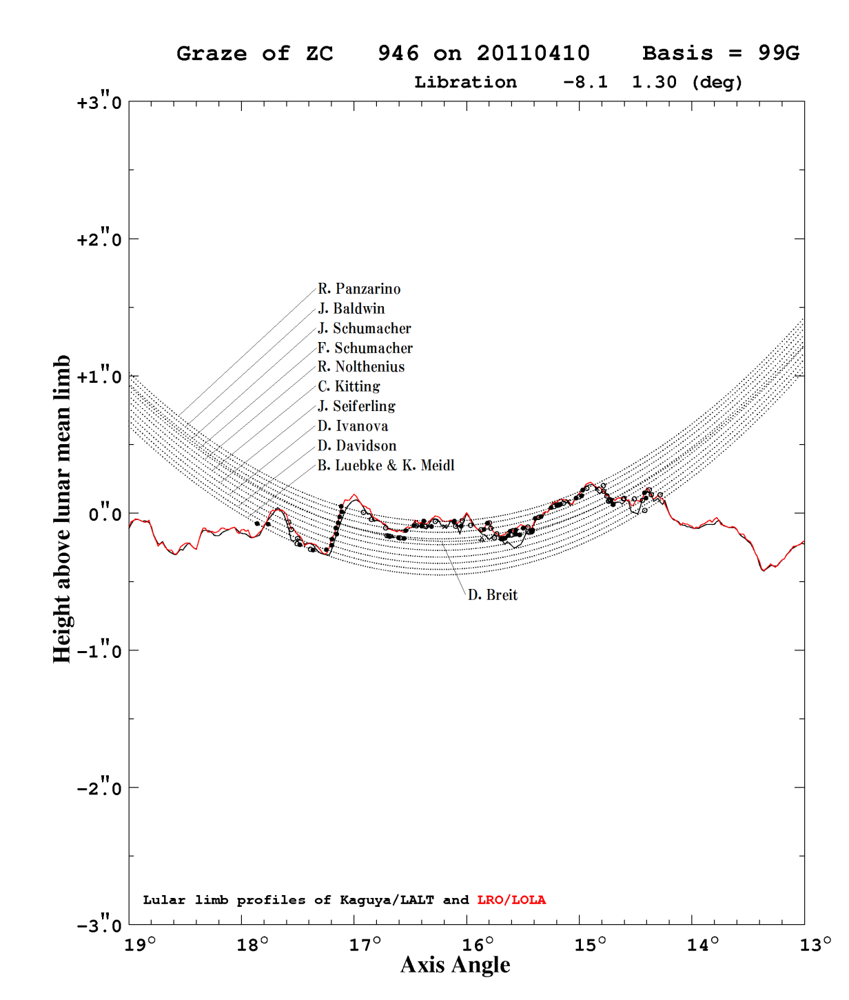 Graze of ZC 946 on 20110410 Basis = 99G
Libration -8.1 1.30 (deg)
+3".0
+2".0
R. Panzarino
J. Baldwin
J. Schumacher
F. Schumacher
R. Nolthenius
+1".0
C. Kitting
J. Seiferling
D. Ivanova
D. Davidson
B. Luebke & K. Meidl
Height above lunar mean limb
0".0
D. Breit
-1".0
-2".0
Lular limb profiles of Kaguya/LALT and LRO/LOLA
-3".0
19° 18° 17° 16° 15° 14° 13°
Axis Angle